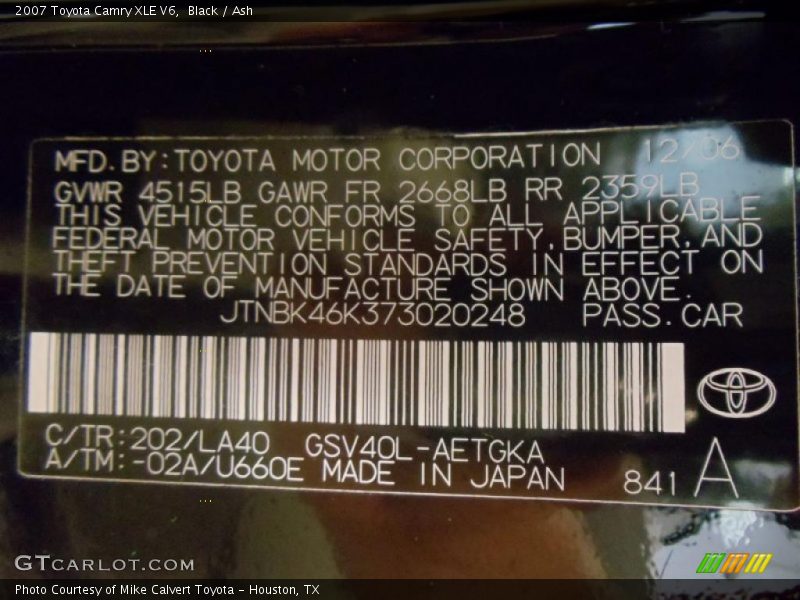 2007 Toyota Camry XLE V6, Black / Ash
MFD.BY:TOYOTA MOTOR CORPORATION 12/06
GVWR 4515LB GAWR FR 2668LB RR 2359LB
THIS VEHICLE CONFORMS TO ALL APPLICABLE
FEDERAL MOTOR VEHICLE SAFETY,BUMPER,AND
THEFT PREVENTION STANDARDS IN EFFECT ON
THE DATE OF MANUFACTURE SHOWN ABOVE.
JTNBK46K373020248 PASS.CAR
C/TR:202/LA40 GSV40L-AETGKA
A/TM:-02A/U660E MADE IN JAPAN 841 A
GTCARLOT.COM
Photo Courtesy of Mike Calvert Toyota - Houston, TX